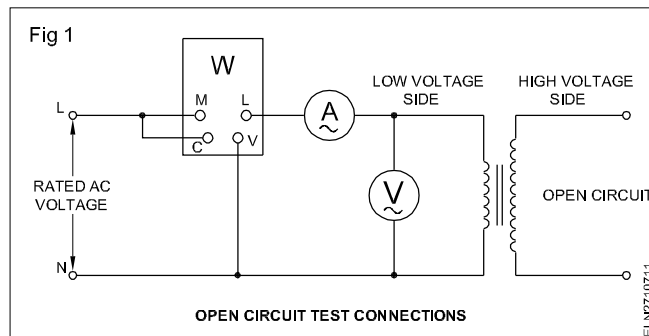 Fig 1
W
LOW VOLTAGE
SIDE
HIGH VOLTAGE
SIDE
L
M
L
A
C
V
V
RATED AC
VOLTAGE
OPEN CIRCUIT
N
OPEN CIRCUIT TEST CONNECTIONS